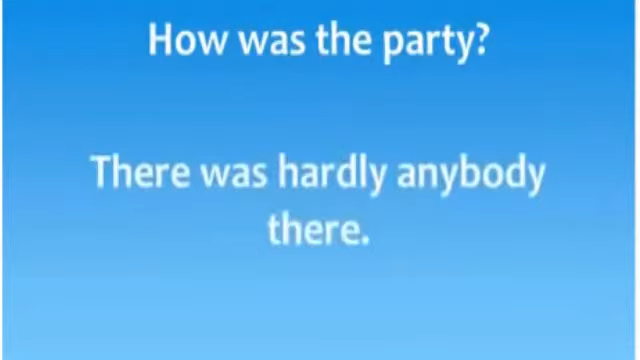 How was the party?
There was hardly anybody
there.